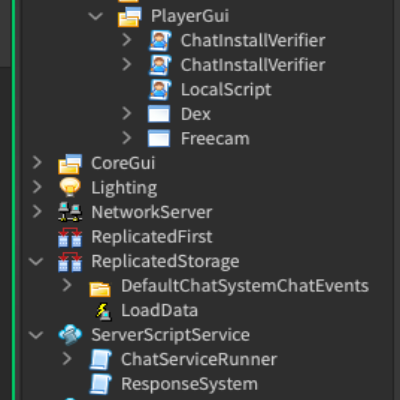 PlayerGui
ChatInstallVerifier
ChatInstallVerifier
LocalScript
Dex
Freecam
CoreGui
Lighting
NetworkServer
ReplicatedFirst
ReplicatedStorage
DefaultChatSystemChatEvents
LoadData
ServerScriptService
ChatServiceRunner
ResponseSystem